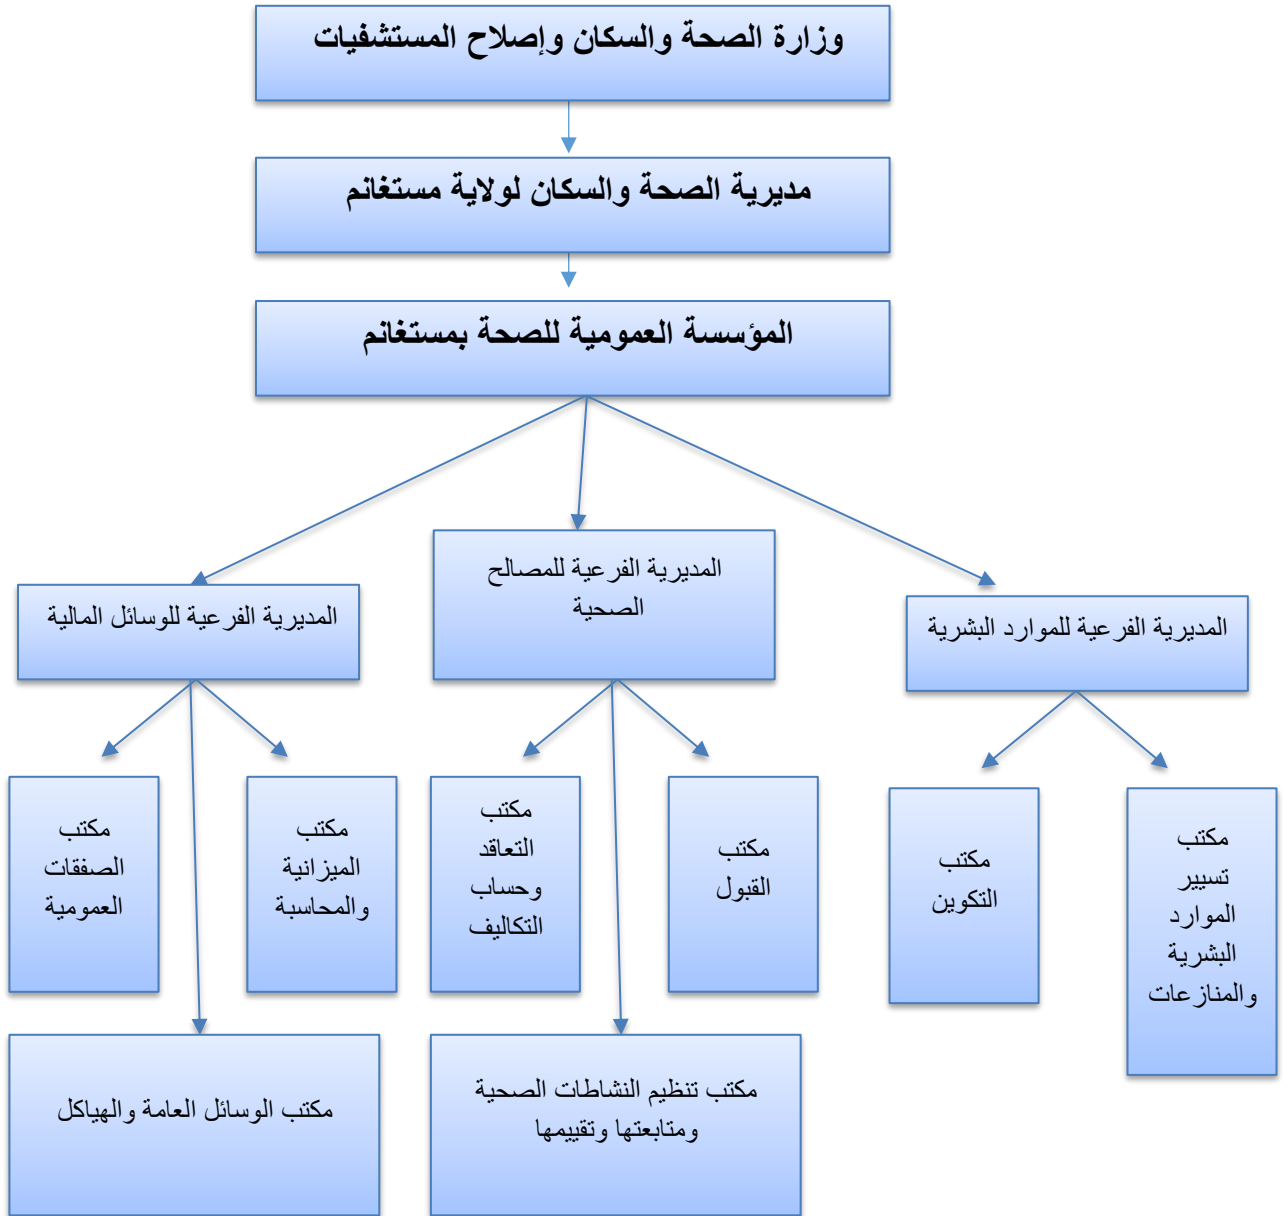 وزارة الصحة والسكان وإصلاح المستشفيات
مديرية الصحة والسكان لولاية مستغانم
المؤسسة العمومية للصحة بمستغانم
المديرية الفرعية للموارد البشرية
المديرية الفرعية للمصالح
الصحية
المديرية الفرعية للوسائل المالية
مكتب
تسيير
الموارد
البشرية
والمنازعات
مكتب
التكوين
مكتب
القبول
مكتب
التعاقد
وحساب
التكاليف
مكتب
الميزانية
والمحاسبة
مكتب
الصفقات
العمومية
مكتب تنظيم النشاطات الصحية
ومتابعتها وتقييمها
مكتب الوسائل العامة والهياكل